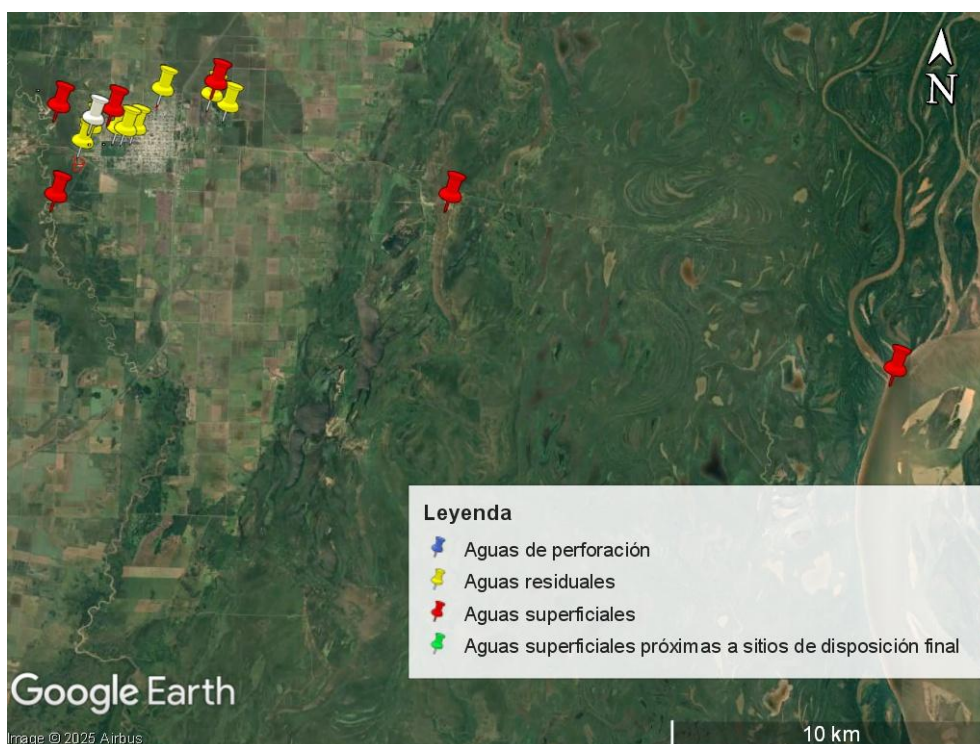 N
Leyenda
Aguas de perforación
Aguas residuales
Aguas superficiales
Aguas superficiales próximas a sitios de disposición final
Google Earth
Image © 2025 Airbus
10 km